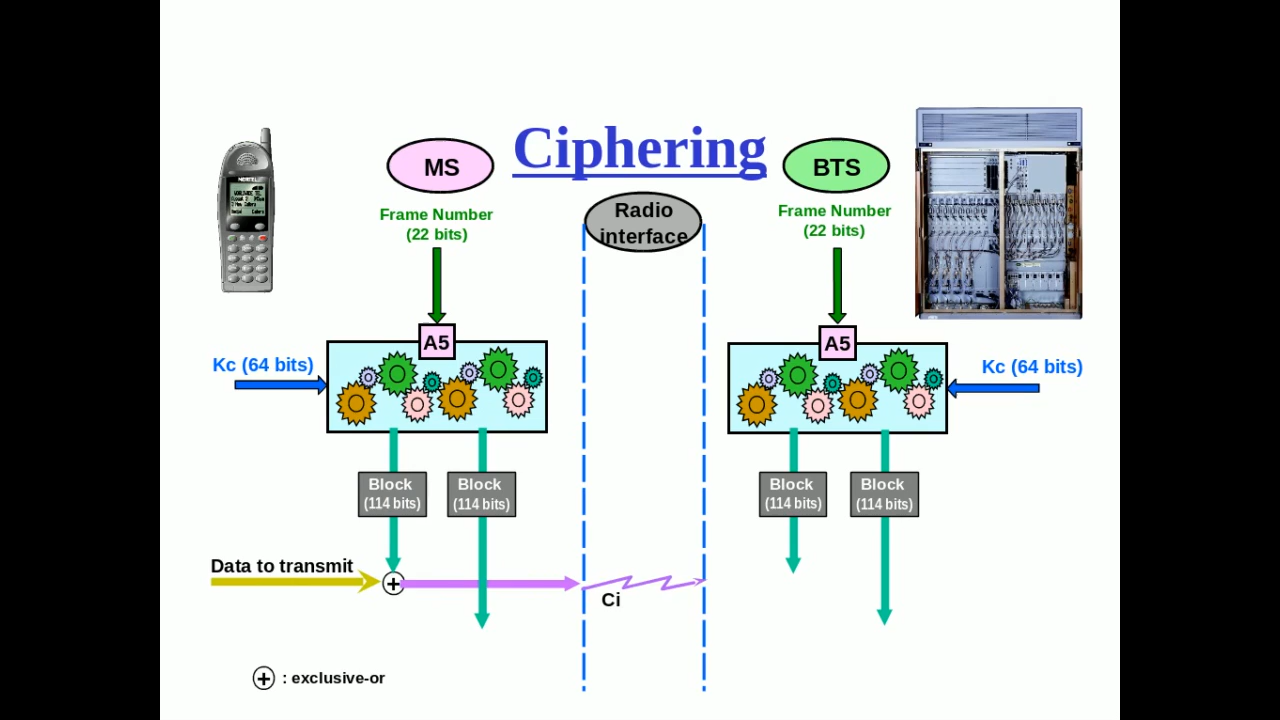 Ciphering
MS
BTS
Frame Number
(22 bits)
Radio
interface
Frame Number
(22 bits)
A5
A5
Kc (64 bits)
Kc (64 bits)
Block
(114 bits)
Block
(114 bits)
Block
(114 bits)
Block
(114 bits)
Data to transmit
+
Ci
+ : exclusive-or